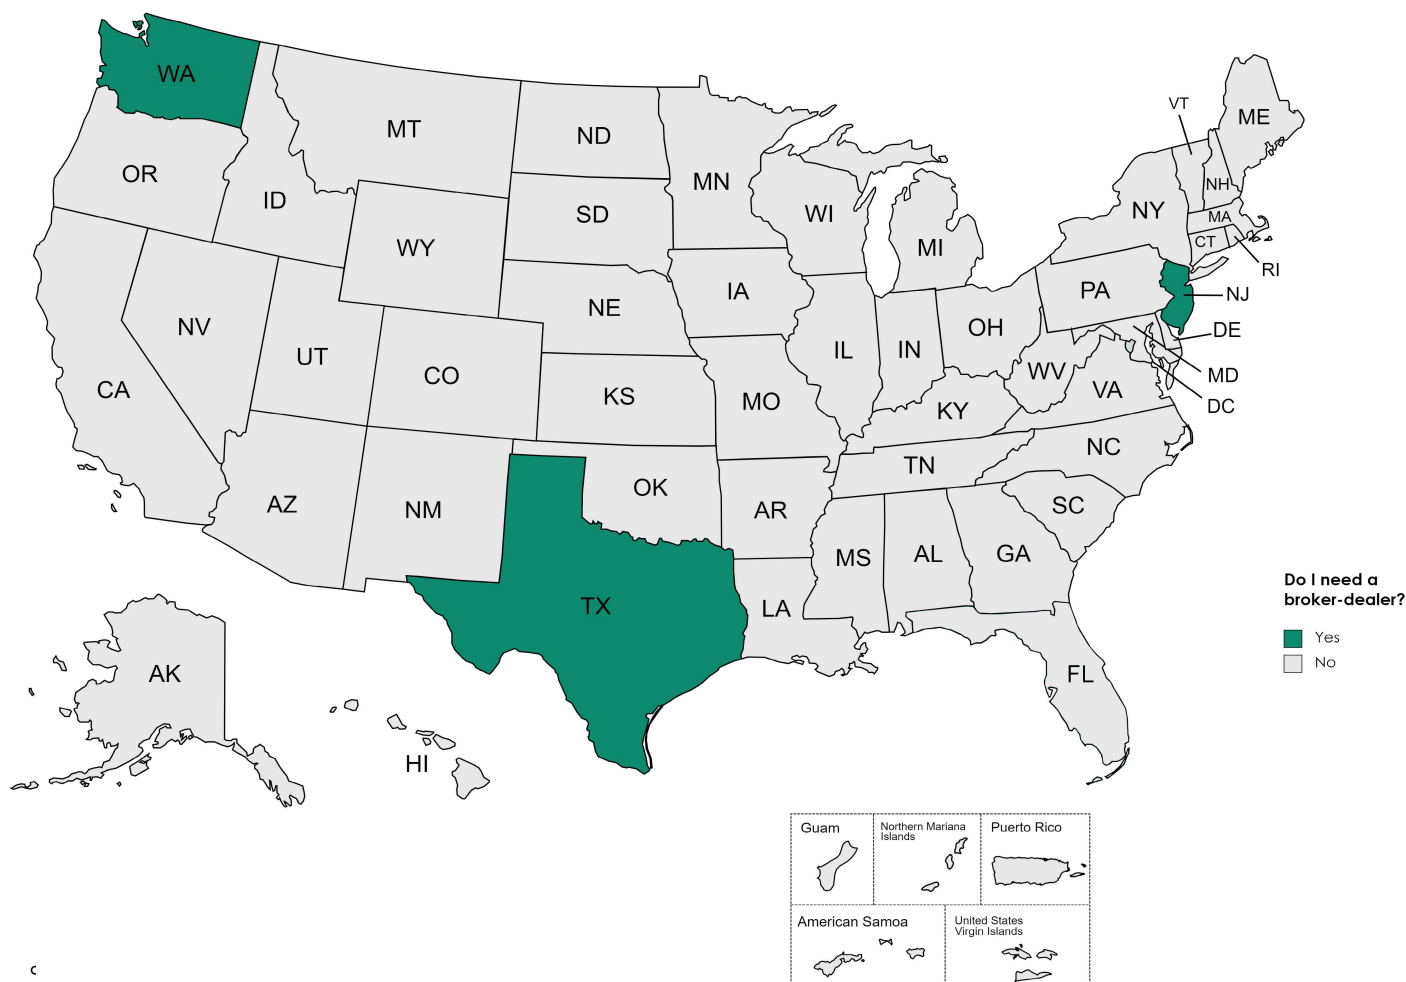 WA
MT
ND
MN
VT
ME
OR
ID
SD
WI
MI
NY
NH
MA
CT
RI
WY
IA
PA
NJ
NV
NE
OH
DE
UT
CO
IL
IN
WV
MD
CA
KS
MO
KY
VA
DC
NC
TN
AZ
NM
OK
AR
SC
MS
AL
GA
TX
LA
Do I need a
broker-dealer?
Yes
No
AK
FL
HI
Guam
Northern Mariana
Islands
Puerto Rico
American Samoa
United States
Virgin Islands